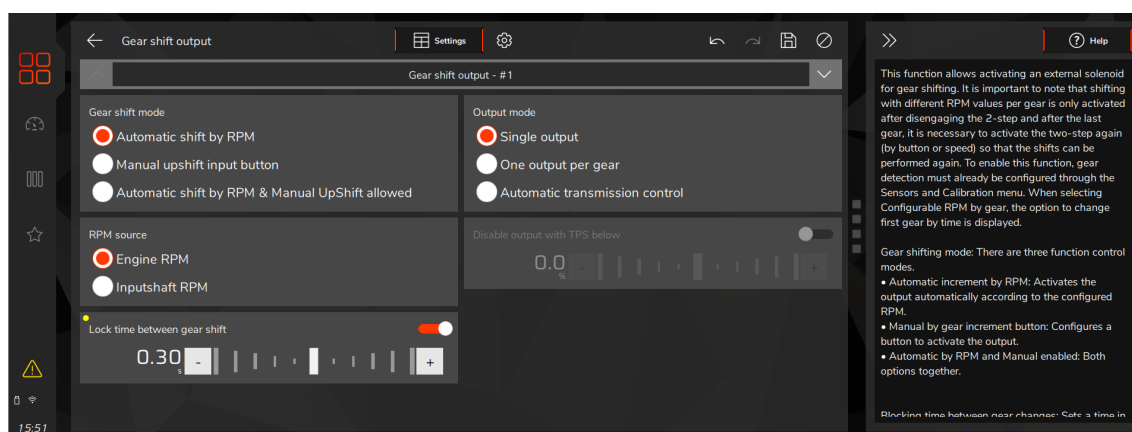 Gear shift output
Settings
Help
Gear shift output - #1
Gear shift mode
Automatic shift by RPM
Manual upshift input button
Automatic shift by RPM & Manual UpShift allowed
Output mode
Single output
One output per gear
Automatic transmission control
RPM source
Engine RPM
Inputshaft RPM
Disable output with TPS below
0.0
%
-
+
Lock time between gear shift
0.30
s
-
+
15:51
This function allows activating an external solenoid
for gear shifting. It is important to note that shifting
with different RPM values per gear is only activated
after disengaging the 2-step and after the last
gear, it is necessary to activate the two-step again
(by button or speed) so that the shifts can be
performed again. To enable this function, gear
detection must already be configured through the
Sensors and Calibration menu. When selecting
Configurable RPM by gear, the option to change
first gear by time is displayed.
Gear shifting mode: There are three function control
modes.
• Automatic increment by RPM: Activates the
output automatically according to the configured
RPM.
• Manual by gear increment button: Configures a
button to activate the output.
• Automatic by RPM and Manual enabled: Both
options together.
Blocking time between gear changes: Sets a time in